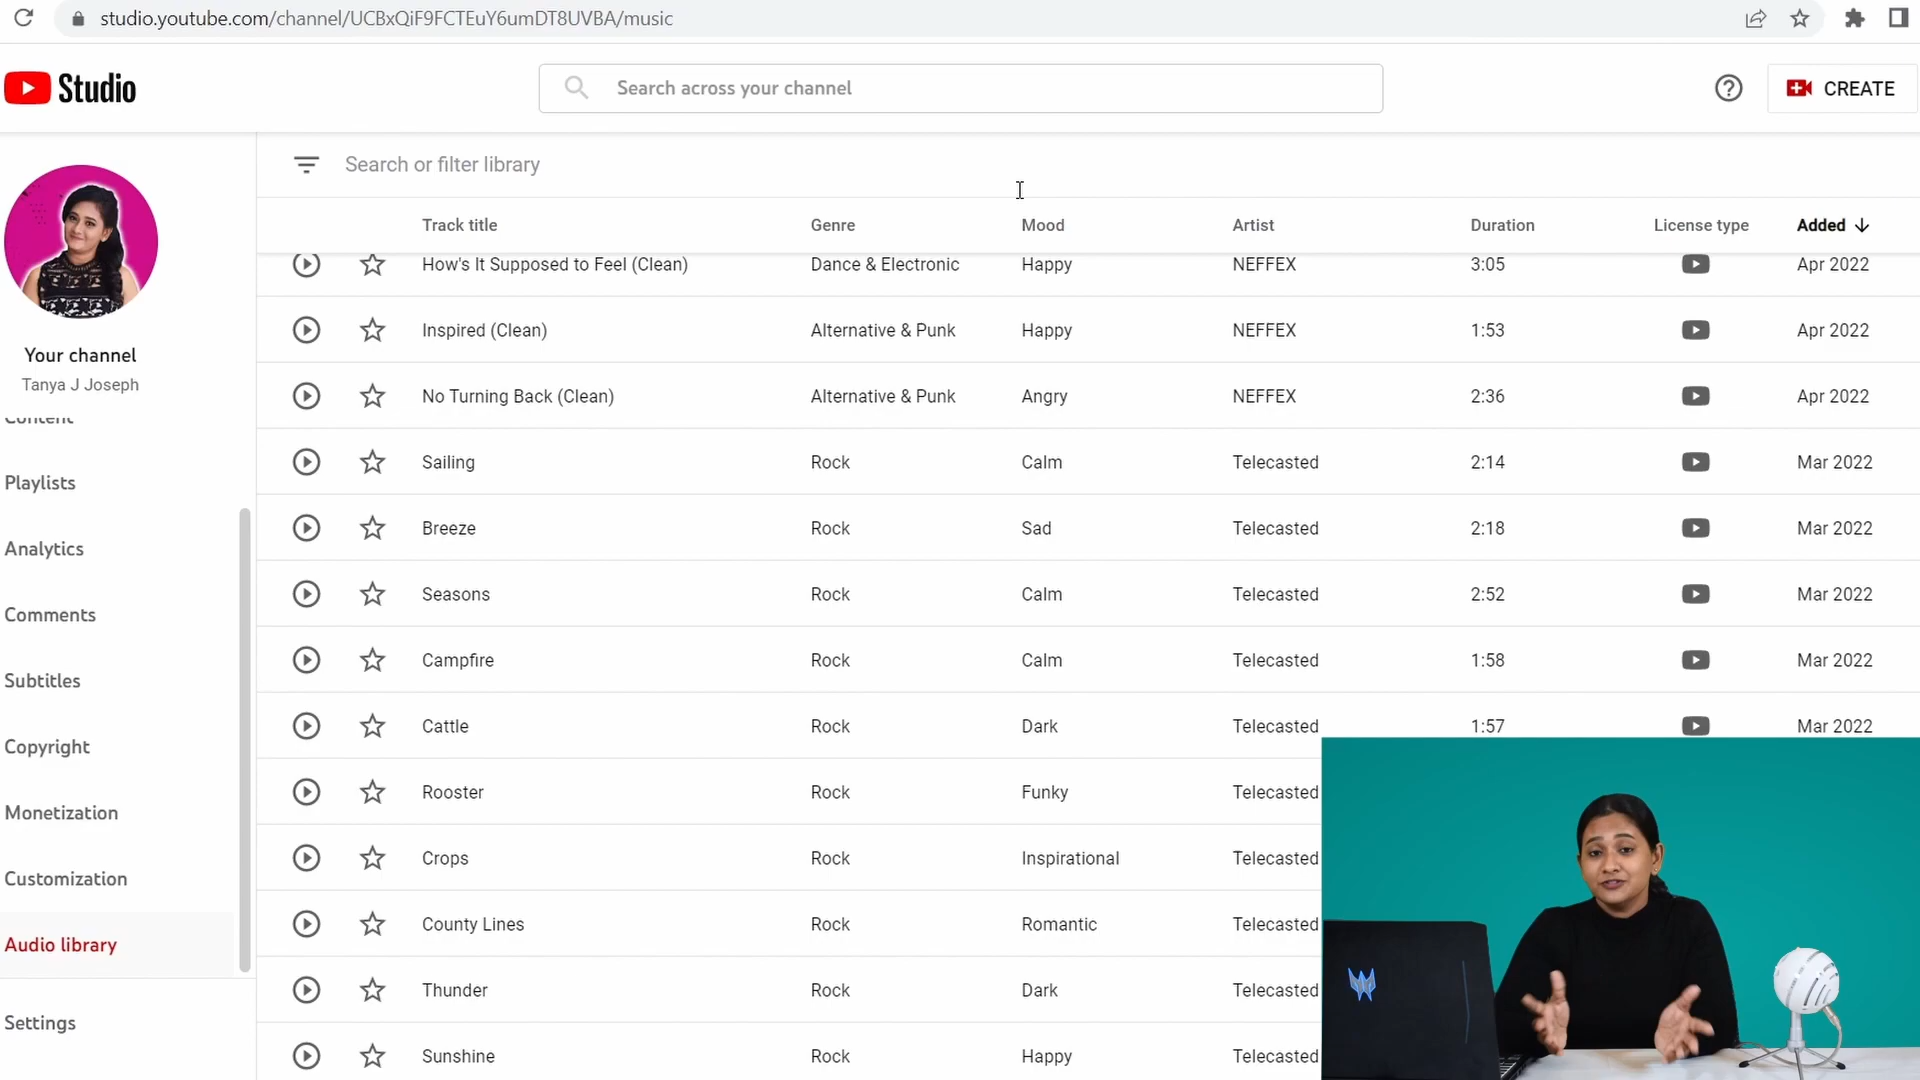 studio.youtube.com/channel/UCBxQiF9FCTEuY6umDT8UVBA/music
Studio
Search across your channel
CREATE
Your channel
Tanya J Joseph
Content
Playlists
Analytics
Comments
Subtitles
Copyright
Monetization
Customization
Audio library
Settings
Search or filter library
Track title Genre Mood Artist Duration License type Added
How's It Supposed to Feel (Clean) Dance & Electronic Happy NEFFEX 3:05 Apr 2022
Inspired (Clean) Alternative & Punk Happy NEFFEX 1:53 Apr 2022
No Turning Back (Clean) Alternative & Punk Angry NEFFEX 2:36 Apr 2022
Sailing Rock Calm Telecasted 2:14 Mar 2022
Breeze Rock Sad Telecasted 2:18 Mar 2022
Seasons Rock Calm Telecasted 2:52 Mar 2022
Campfire Rock Calm Telecasted 1:58 Mar 2022
Cattle Rock Dark Telecasted 1:57 Mar 2022
Rooster Rock Funky Telecasted
Crops Rock Inspirational Telecasted
County Lines Rock Romantic Telecasted
Thunder Rock Dark Telecasted
Sunshine Rock Happy Telecasted